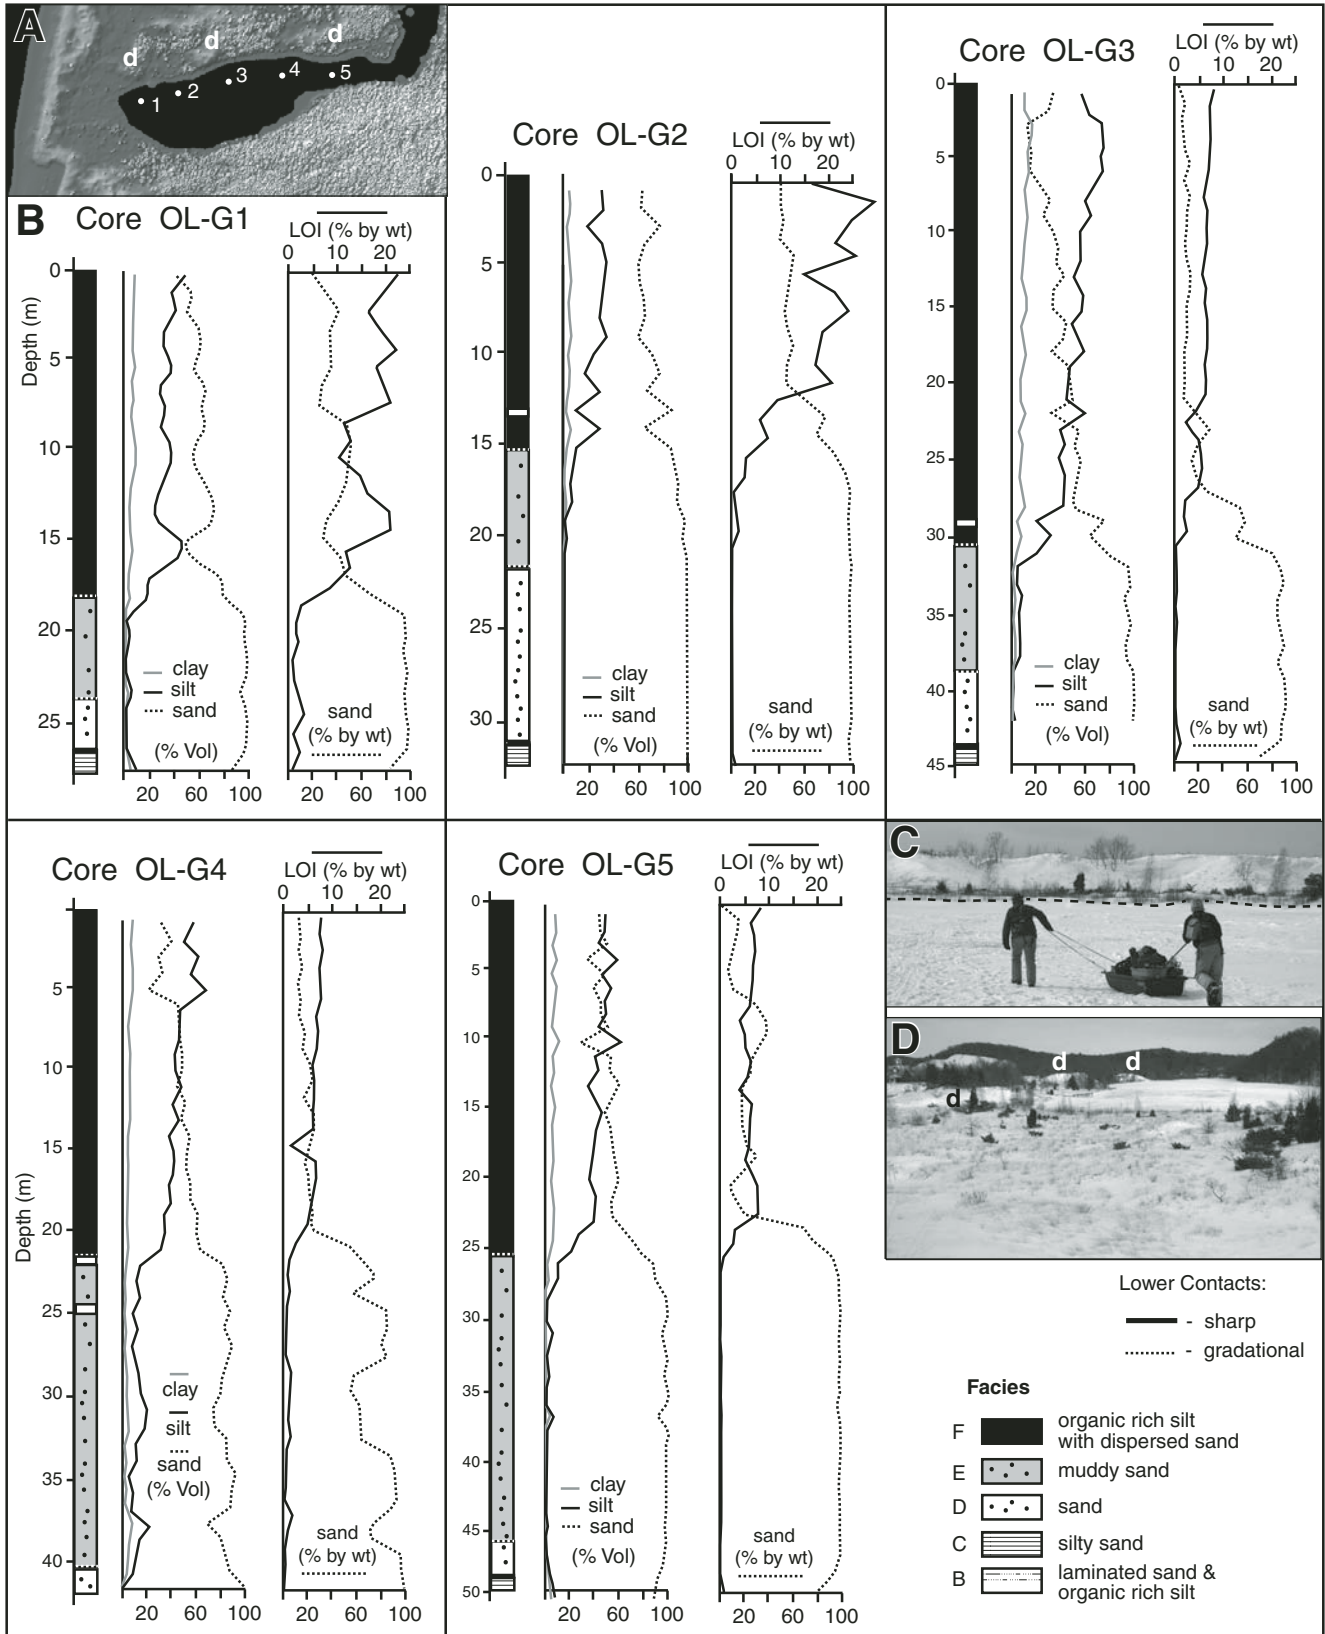 A
d
d
d
1
2
3
4
5
B
Core OL-G1
LOI (% by wt)
0 10 20
Depth (m)
0
5
10
15
20
25
clay
silt
sand
(% Vol)
sand
(% by wt)
20 60 100
20 60 100
Core OL-G2
LOI (% by wt)
0 10 20
0
5
10
15
20
25
30
clay
silt
sand
(% Vol)
sand
(% by wt)
20 60 100
20 60 100
Core OL-G3
LOI (% by wt)
0 10 20
0
5
10
15
20
25
30
35
40
45
clay
silt
sand
(% Vol)
sand
(% by wt)
20 60 100
20 60 100
Core OL-G4
LOI (% by wt)
0 10 20
Depth (m)
5
10
15
20
25
30
35
40
clay
silt
sand
(% Vol)
sand
(% by wt)
20 60 100
20 60 100
Core OL-G5
LOI (% by wt)
0 10 20
0
5
10
15
20
25
30
35
40
45
50
clay
silt
sand
(% Vol)
sand
(% by wt)
20 60 100
20 60 100
C
D
d
d
d
Lower Contacts:
- sharp
- gradational
Facies
F organic rich silt
with dispersed sand
E muddy sand
D sand
C silty sand
B laminated sand &
organic rich silt